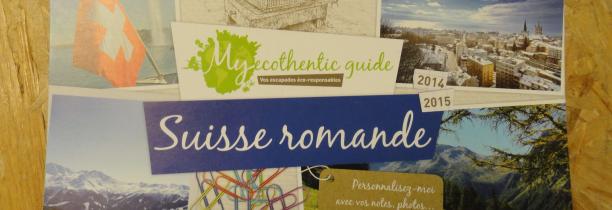 My ecothentic guide
Vos escapades éco-responsables
2014
2015
Suisse romande
Personnalisez-moi
avec vos notes, photos...